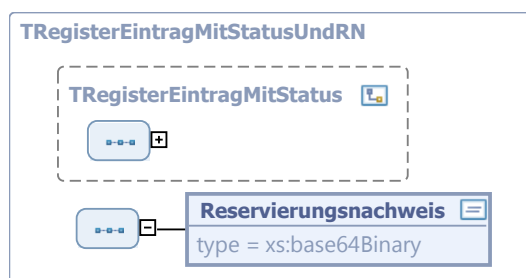 TRegisterEintragMitStatusUndRN
TRegisterEintragMitStatus
Reservierungsnachweis
type = xs:base64Binary